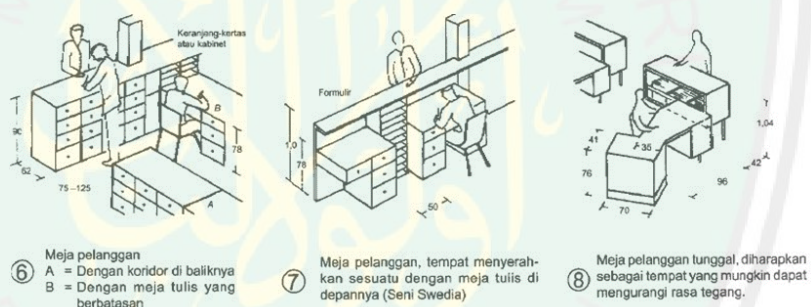 Keranjang-kertas
atau kabinet
B
90
78
62
75-125
A
Formulir
1,0
78
50
41
35
76
70
96
1,04
42
6
Meja pelanggan
A = Dengan koridor di baliknya
B = Dengan meja tulis yang
berbatasan
7
Meja pelanggan, tempat menyerah-
kan sesuatu dengan meja tulis di
depannya (Seni Swedia)
8
Meja pelanggan tunggal, diharapkan
sebagai tempat yang mungkin dapat
mengurangi rasa tegang.